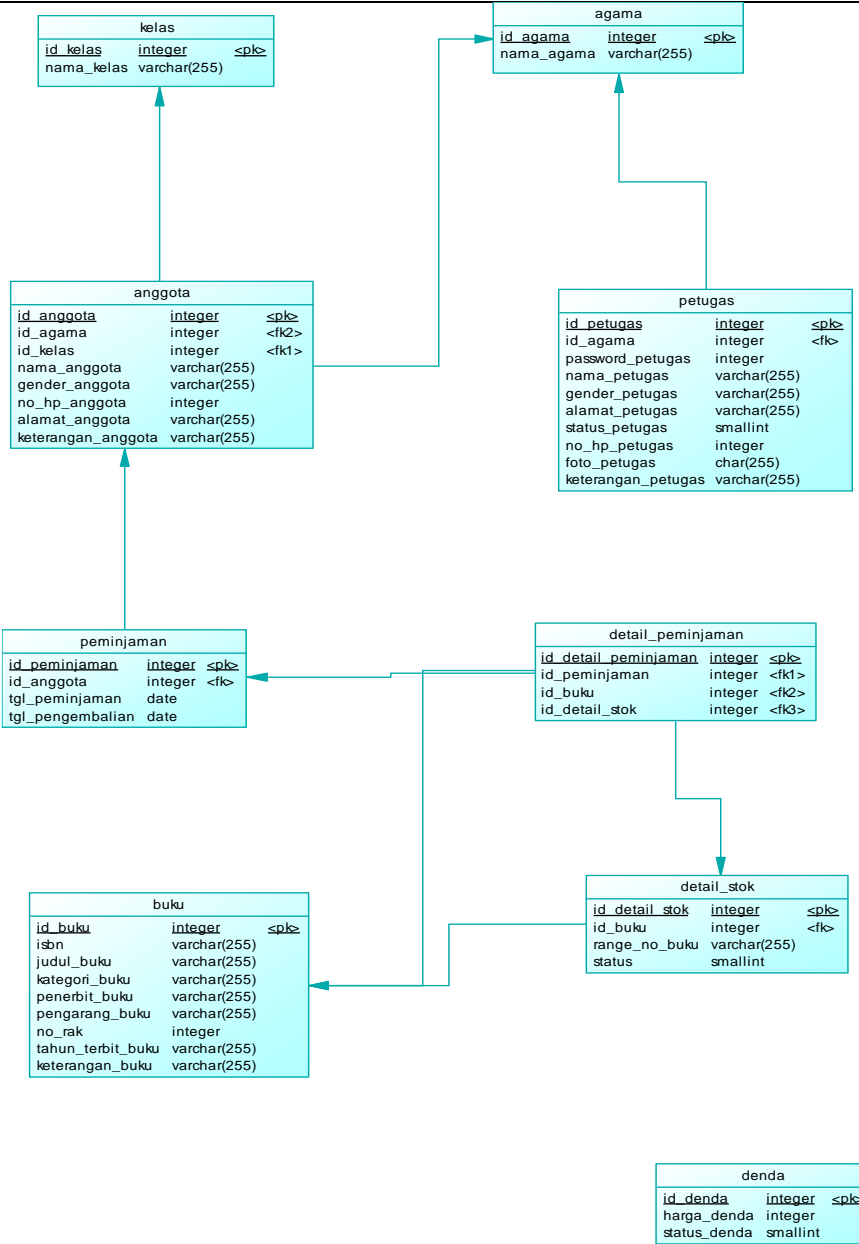 kelas
id_kelas integer <pk>
nama_kelas varchar(255)
agama
id_agama integer <pk>
nama_agama varchar(255)
anggota
id_anggota integer <pk>
id_agama integer <fk2>
id_kelas integer <fk1>
nama_anggota varchar(255)
gender_anggota varchar(255)
no_hp_anggota integer
alamat_anggota varchar(255)
keterangan_anggota varchar(255)
petugas
id_petugas integer <pk>
id_agama integer <fk>
password_petugas integer
nama_petugas varchar(255)
gender_petugas varchar(255)
alamat_petugas varchar(255)
status_petugas smallint
no_hp_petugas integer
foto_petugas char(255)
keterangan_petugas varchar(255)
peminjaman
id_peminjaman integer <pk>
id_anggota integer <fk>
tgl_peminjaman date
tgl_pengembalian date
detail_peminjaman
id_detail_peminjaman integer <pk>
id_peminjaman integer <fk1>
id_buku integer <fk2>
id_detail_stok integer <fk3>
buku
id_buku integer <pk>
isbn varchar(255)
judul_buku varchar(255)
kategori_buku varchar(255)
penerbit_buku varchar(255)
pengarang_buku varchar(255)
no_rak integer
tahun_terbit_buku varchar(255)
keterangan_buku varchar(255)
detail_stok
id_detail_stok integer <pk>
id_buku integer <fk>
range_no_buku varchar(255)
status smallint
denda
id_denda integer <pk>
harga_denda integer
status_denda smallint